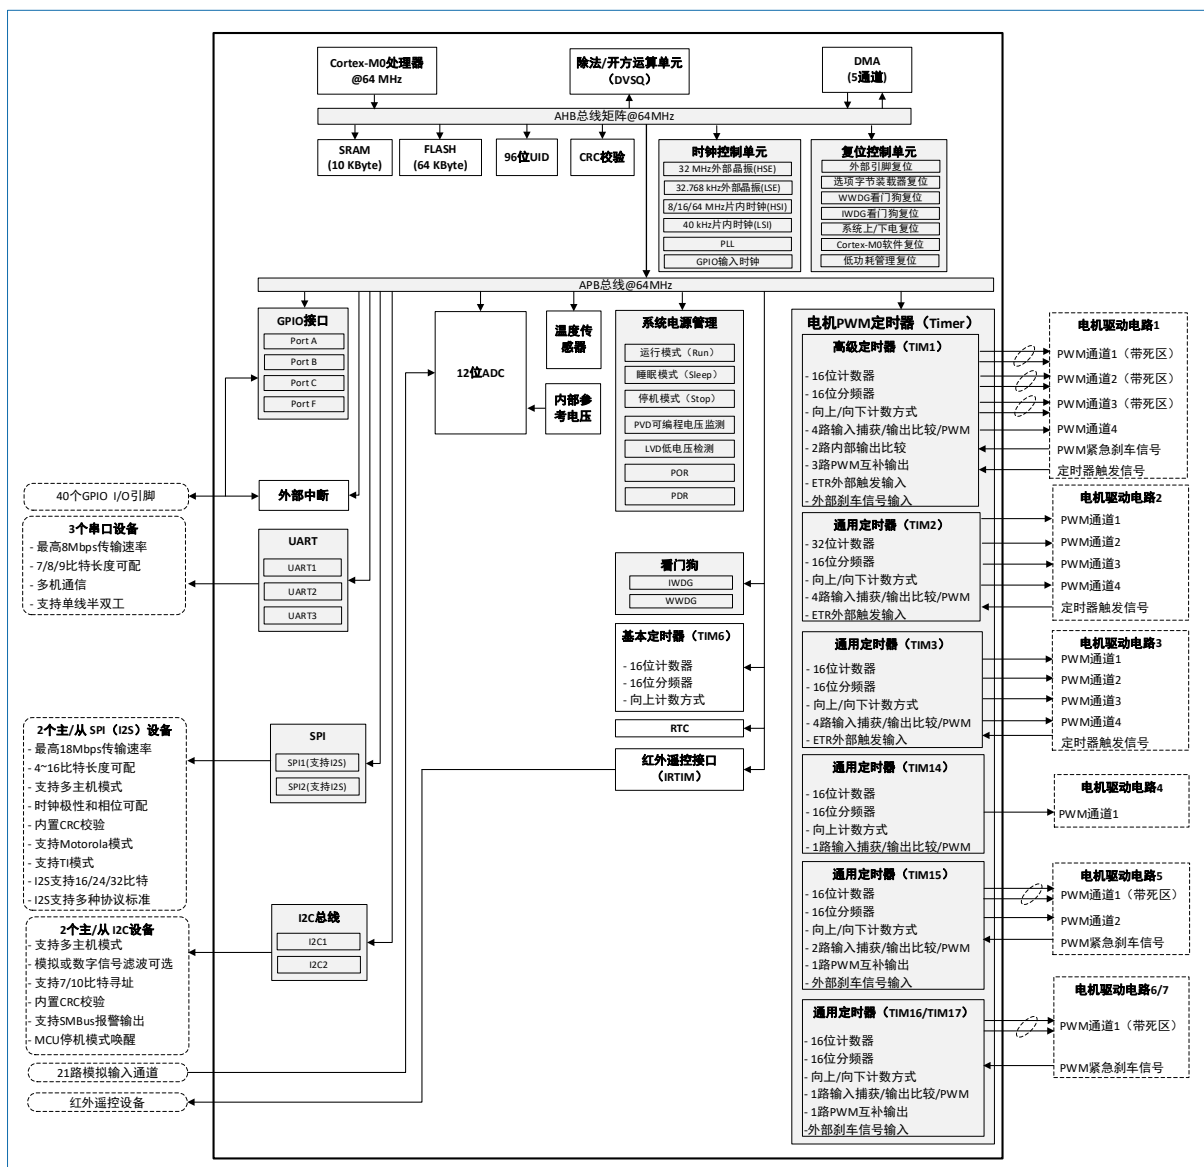 Cortex-M0处理器
@64 MHz
除法/开方运算单元
（DVSQ）
DMA
(5通道)
AHB总线矩阵@64MHz
SRAM
(10 KByte)
FLASH
(64 KByte)
96位UID
CRC校验
时钟控制单元
32 MHz外部晶振(HSE)
32.768 kHz外部晶振(LSE)
8/16/64 MHz片内时钟(HSI)
40 kHz片内时钟(LSI)
PLL
GPIO输入时钟
复位控制单元
外部引脚复位
选项字节装载器复位
WWDG看门狗复位
IWDG看门狗复位
系统上/下电复位
Cortex-M0软件复位
低功耗管理复位
APB总线@64MHz
GPIO接口
Port A
Port B
Port C
Port F
12位ADC
温度传
感器
内部参
考电压
系统电源管理
运行模式（Run）
睡眠模式（Sleep）
停机模式（Stop）
PVD可编程电压监测
LVD低电压检测
POR
PDR
外部中断
40个GPIO I/O引脚
3个串口设备
- 最高8Mbps传输速率
- 7/8/9比特长度可配
- 多机通信
- 支持单线半双工
UART
UART1
UART2
UART3
看门狗
IWDG
WWDG
基本定时器（TIM6）
- 16位计数器
- 16位分频器
- 向上计数方式
RTC
红外遥控接口
（IRTIM）
2个主/从 SPI（I2S）设备
- 最高18Mbps传输速率
- 4~16比特长度可配
- 支持多主机模式
- 时钟极性和相位可配
- 内置CRC校验
- 支持Motorola模式
- 支持TI模式
- I2S支持16/24/32比特
- I2S支持多种协议标准
SPI
SPI1(支持I2S)
SPI2(支持I2S)
2个主/从 I2C设备
- 支持多主机模式
- 模拟或数字信号滤波可选
- 支持7/10比特寻址
- 内置CRC校验
- 支持SMBus报警输出
- MCU停机模式唤醒
I2C总线
I2C1
I2C2
21路模拟输入通道
红外遥控设备
电机PWM定时器（Timer）
高级定时器（TIM1）
- 16位计数器
- 16位分频器
- 向上/向下计数方式
- 4路输入捕获/输出比较/PWM
- 2路内部输出比较
- 3路PWM互补输出
- ETR外部触发输入
- 外部刹车信号输入
通用定时器（TIM2）
- 32位计数器
- 16位分频器
- 向上/向下计数方式
- 4路输入捕获/输出比较/PWM
- ETR外部触发输入
通用定时器（TIM3）
- 16位计数器
- 16位分频器
- 向上/向下计数方式
- 4路输入捕获/输出比较/PWM
- ETR外部触发输入
通用定时器（TIM14）
- 16位计数器
- 16位分频器
- 向上计数方式
- 1路输入捕获/输出比较/PWM
通用定时器（TIM15）
- 16位计数器
- 16位分频器
- 向上/向下计数方式
- 2路输入捕获/输出比较/PWM
- 1路PWM互补输出
- 外部刹车信号输入
通用定时器（TIM16/TIM17）
- 16位计数器
- 16位分频器
- 向上/向下计数方式
- 1路输入捕获/输出比较/PWM
- 1路PWM互补输出
-外部刹车信号输入
电机驱动电路1
PWM通道1（带死区）
PWM通道2（带死区）
PWM通道3（带死区）
PWM通道4
PWM紧急刹车信号
定时器触发信号
电机驱动电路2
PWM通道1
PWM通道2
PWM通道3
PWM通道4
定时器触发信号
电机驱动电路3
PWM通道1
PWM通道2
PWM通道3
PWM通道4
定时器触发信号
电机驱动电路4
PWM通道1
电机驱动电路5
PWM通道1（带死区）
PWM通道2
PWM紧急刹车信号
电机驱动电路6/7
PWM通道1（带死区）
PWM紧急刹车信号